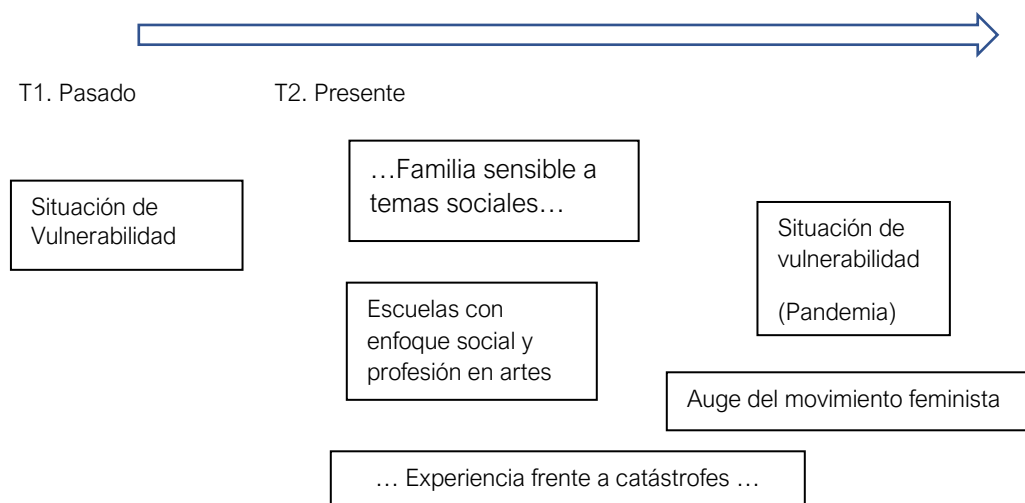 T1. Pasado
T2. Presente
Situación de
Vulnerabilidad
…Familia sensible a
temas sociales…
Escuelas con
enfoque social y
profesión en artes
Situación de
vulnerabilidad
(Pandemia)
Auge del movimiento feminista
… Experiencia frente a catástrofes …